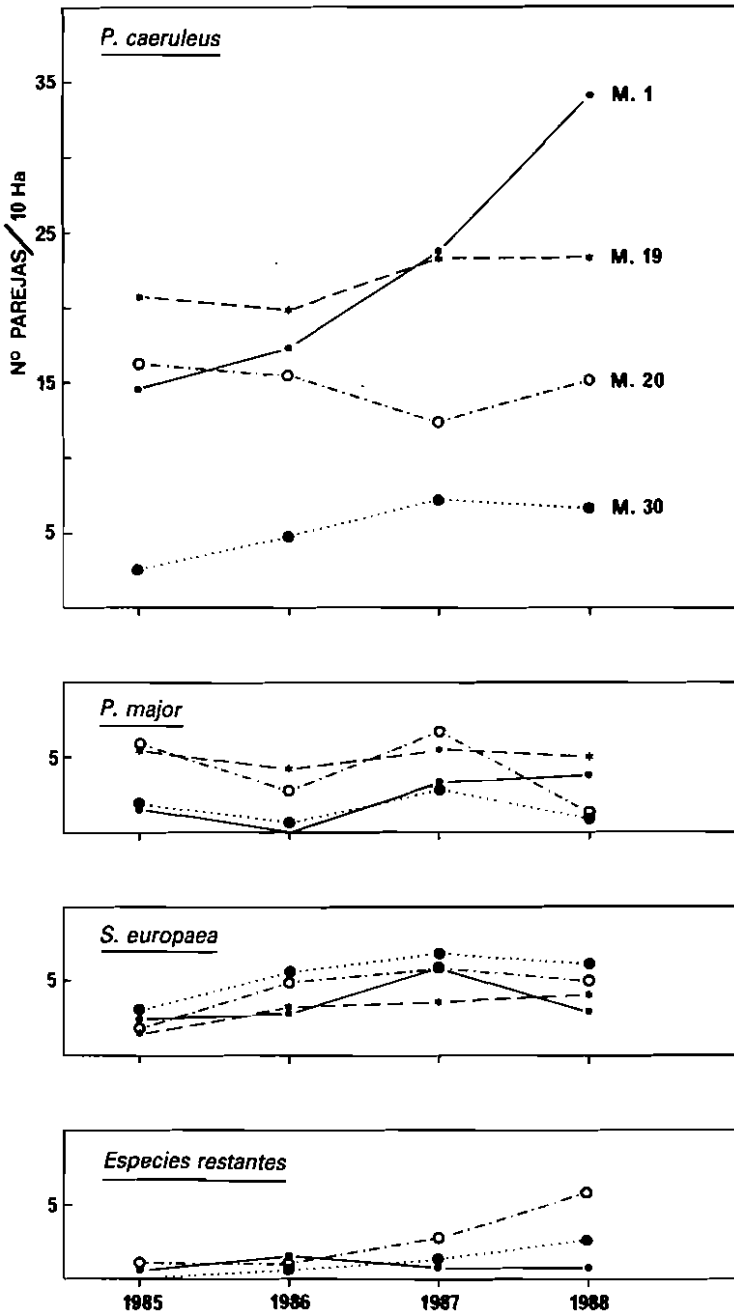 P. caeruleus
35
M. 1
Nº PAREJAS/10 Ha
25
M. 19
15
M. 20
5
M. 30
P. major
5
S. europaea
5
Especies restantes
5
1985 1986 1987 1988